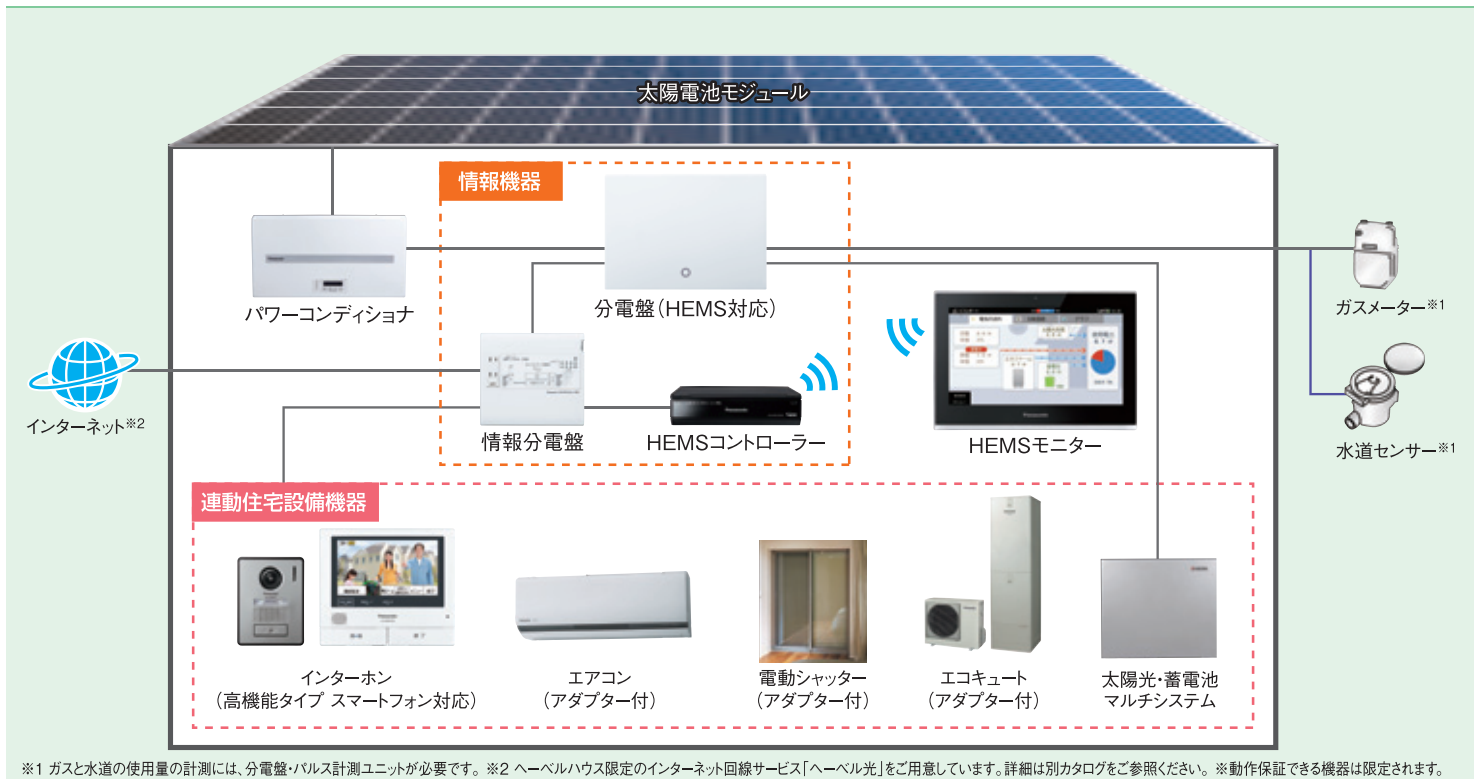 太陽電池モジュール
情報機器
パワーコンディショナ
分電盤（HEMS対応）
ガスメーター※1
インターネット※2
情報分電盤
HEMSコントローラー
Panasonic
HEMSモニター
Panasonic
水道センサー※1
連動住宅設備機器
インターホン
（高機能タイプ スマートフォン対応）
エアコン
（アダプター付）
電動シャッター
（アダプター付）
エコキュート
（アダプター付）
太陽光・蓄電池
マルチシステム
※1 ガスと水道の使用量の計測には、分電盤・パルス計測ユニットが必要です。 ※2 ヘーベルハウス限定のインターネット回線サービス「ヘーベル光」をご用意しています。詳細は別カタログをご参照ください。 ※動作保証できる機器は限定されます。